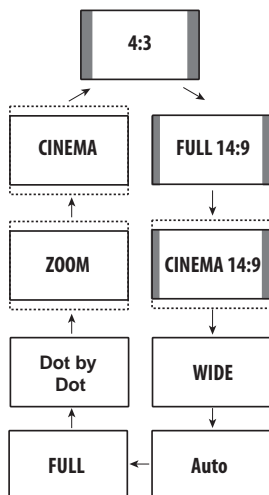 4:3
CINEMA
FULL 14:9
ZOOM
CINEMA 14:9
Dot by
Dot
WIDE
FULL
Auto